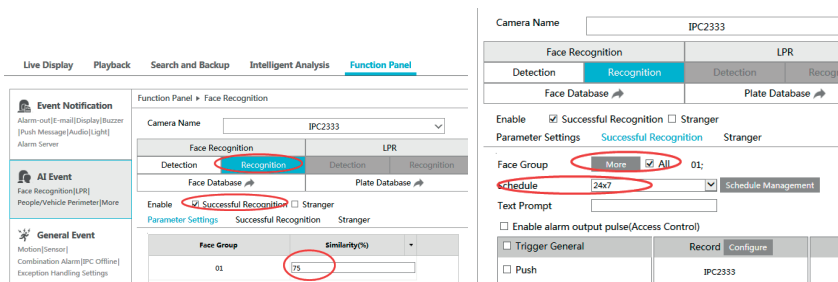 Live Display Playback Search and Backup Intelligent Analysis Function Panel
Event Notification
Alarm-out|E-mail|Display|Buzzer
|Push Message|Audio|Light|
Alarm Server
AI Event
Face Recognition|LPR|
People/Vehicle Perimeter|More
General Event
Motion|Sensor|
Combination Alarm|IPC Offline|
Exception Handling Settings
Function Panel ▸ Face Recognition
Camera Name IPC2333
Face Recognition LPR
Detection Recognition Detection Recognition
Face Database Plate Database
Enable Successful Recognition Stranger
Parameter Settings Successful Recognition Stranger
Face Group Similarity(%)
01 75
Camera Name IPC2333
Face Recognition LPR
Detection Recognition Detection Recog
Face Database Plate Database
Enable Successful Recognition Stranger
Parameter Settings Successful Recognition Stranger
Face Group More All 01;
Schedule 24x7 Schedule Management
Text Prompt
Enable alarm output pulse(Access Control)
Trigger General Record Configure
Push IPC2333